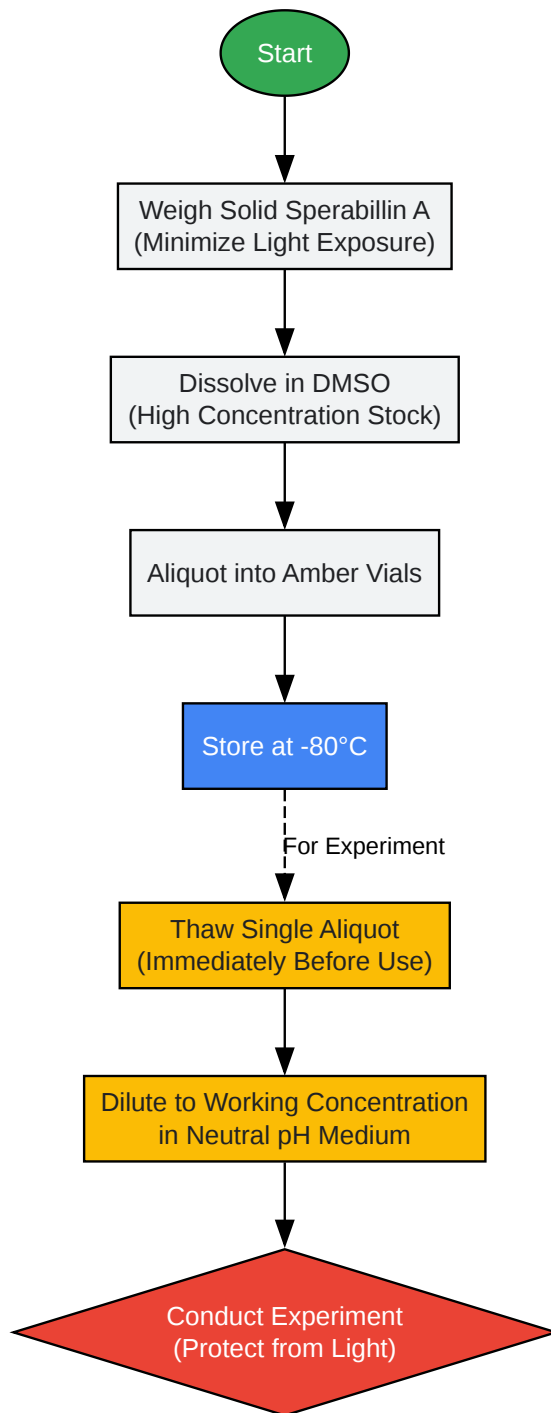 Start
Weigh Solid Sperabillin A
(Minimize Light Exposure)
Dissolve in DMSO
(High Concentration Stock)
Aliquot into Amber Vials
Store at -80°C
For Experiment
Thaw Single Aliquot
(Immediately Before Use)
Dilute to Working Concentration
in Neutral pH Medium
Conduct Experiment
(Protect from Light)